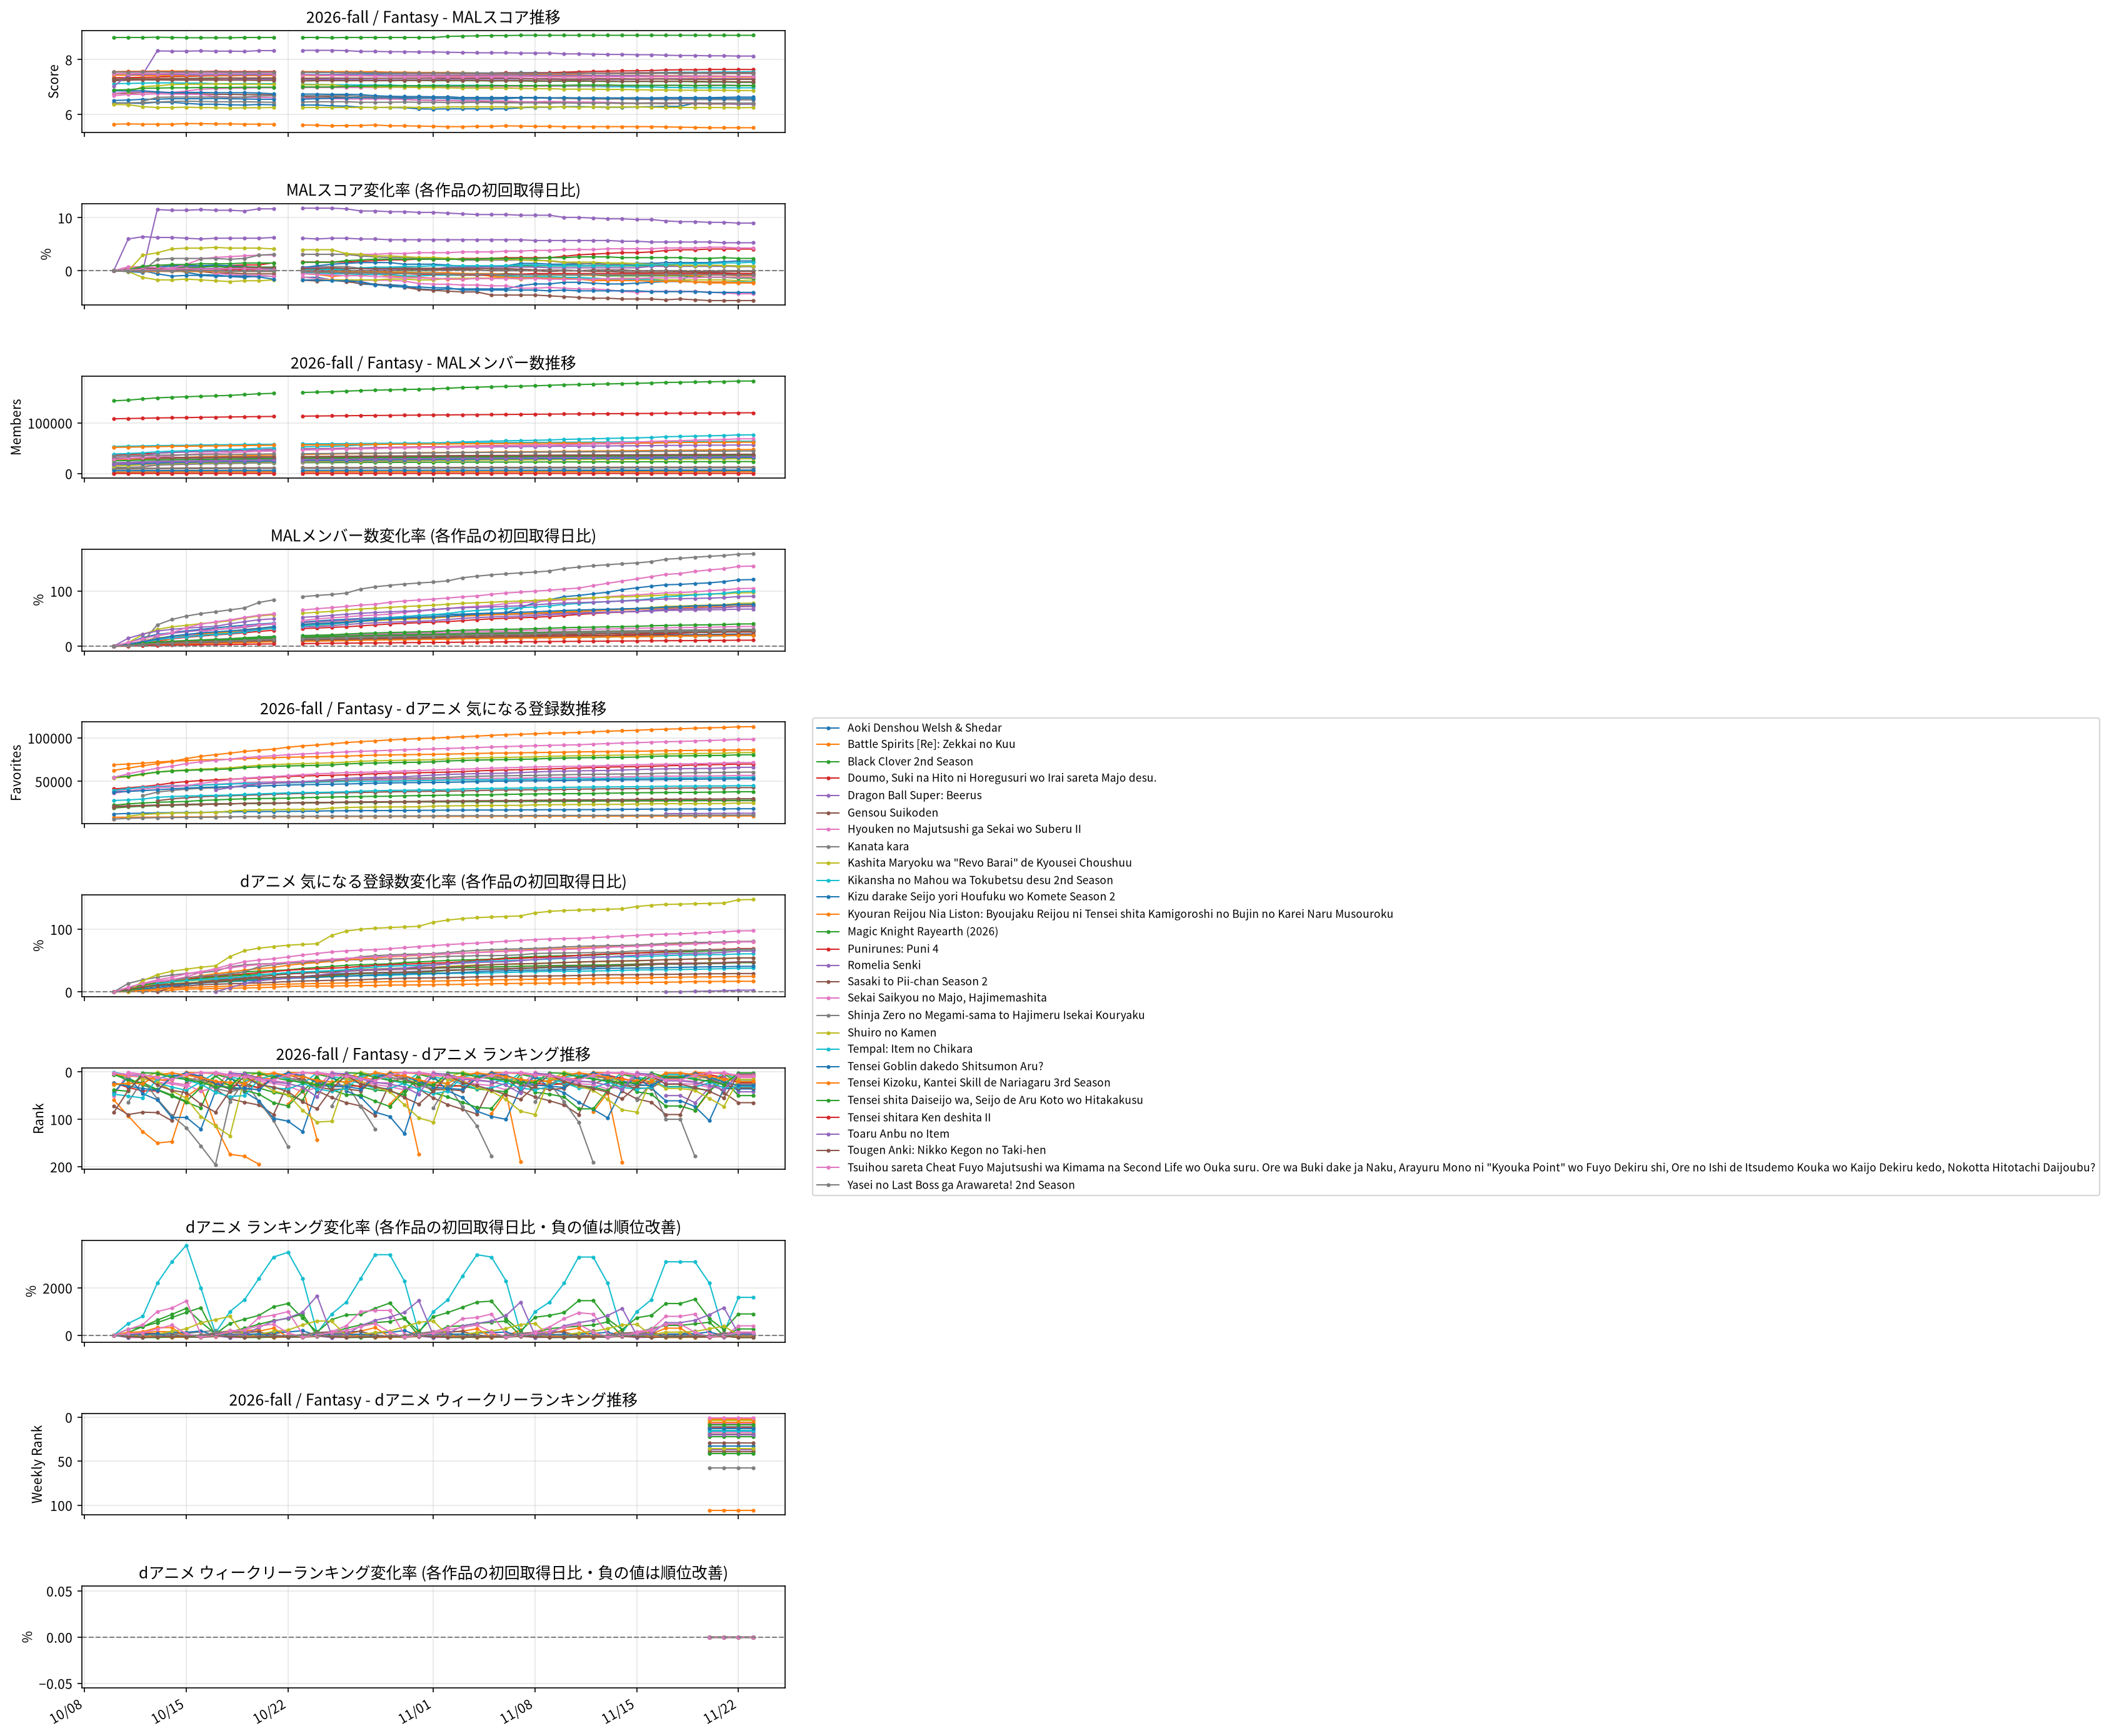 2026-fall / Fantasy - MALスコア推移
8
6
Score
MALスコア変化率 (各作品の初回取得日比)
10
0
%
2026-fall / Fantasy - MALメンバー数推移
100000
0
Members
MALメンバー数変化率 (各作品の初回取得日比)
100
0
%
2026-fall / Fantasy - dアニメ 気になる登録数推移
100000
50000
Favorites
dアニメ 気になる登録数変化率 (各作品の初回取得日比)
100
0
%
2026-fall / Fantasy - dアニメ ランキング推移
0
100
200
Rank
dアニメ ランキング変化率 (各作品の初回取得日比・負の値は順位改善)
2000
0
%
2026-fall / Fantasy - dアニメ ウィークリーランキング推移
0
50
100
Weekly Rank
dアニメ ウィークリーランキング変化率 (各作品の初回取得日比・負の値は順位改善)
0.05
0.00
−0.05
%
10/08
10/15
10/22
11/01
11/08
11/15
11/22
Aoki Denshou Welsh & Shedar
Battle Spirits [Re]: Zekkai no Kuu
Black Clover 2nd Season
Doumo, Suki na Hito ni Horegusuri wo Irai sareta Majo desu.
Dragon Ball Super: Beerus
Gensou Suikoden
Hyouken no Majutsushi ga Sekai wo Suberu II
Kanata kara
Kashita Maryoku wa "Revo Barai" de Kyousei Choushuu
Kikansha no Mahou wa Tokubetsu desu 2nd Season
Kizu darake Seijo yori Houfuku wo Komete Season 2
Kyouran Reijou Nia Liston: Byoujaku Reijou ni Tensei shita Kamigoroshi no Bujin no Karei Naru Musouroku
Magic Knight Rayearth (2026)
Punirunes: Puni 4
Romelia Senki
Sasaki to Pii-chan Season 2
Sekai Saikyou no Majo, Hajimemashita
Shinja Zero no Megami-sama to Hajimeru Isekai Kouryaku
Shuiro no Kamen
Tempal: Item no Chikara
Tensei Goblin dakedo Shitsumon Aru?
Tensei Kizoku, Kantei Skill de Nariagaru 3rd Season
Tensei shita Daiseijo wa, Seijo de Aru Koto wo Hitakakusu
Tensei shitara Ken deshita II
Toaru Anbu no Item
Tougen Anki: Nikko Kegon no Taki-hen
Tsuihou sareta Cheat Fuyo Majutsushi wa Kimama na Second Life wo Ouka suru. Ore wa Buki dake ja Naku, Arayuru Mono ni "Kyouka Point" wo Fuyo Dekiru shi, Ore no Ishi de Itsudemo Kouka wo Kaijo Dekiru kedo, Nokotta Hitotachi Daijoubu?
Yasei no Last Boss ga Arawareta! 2nd Season